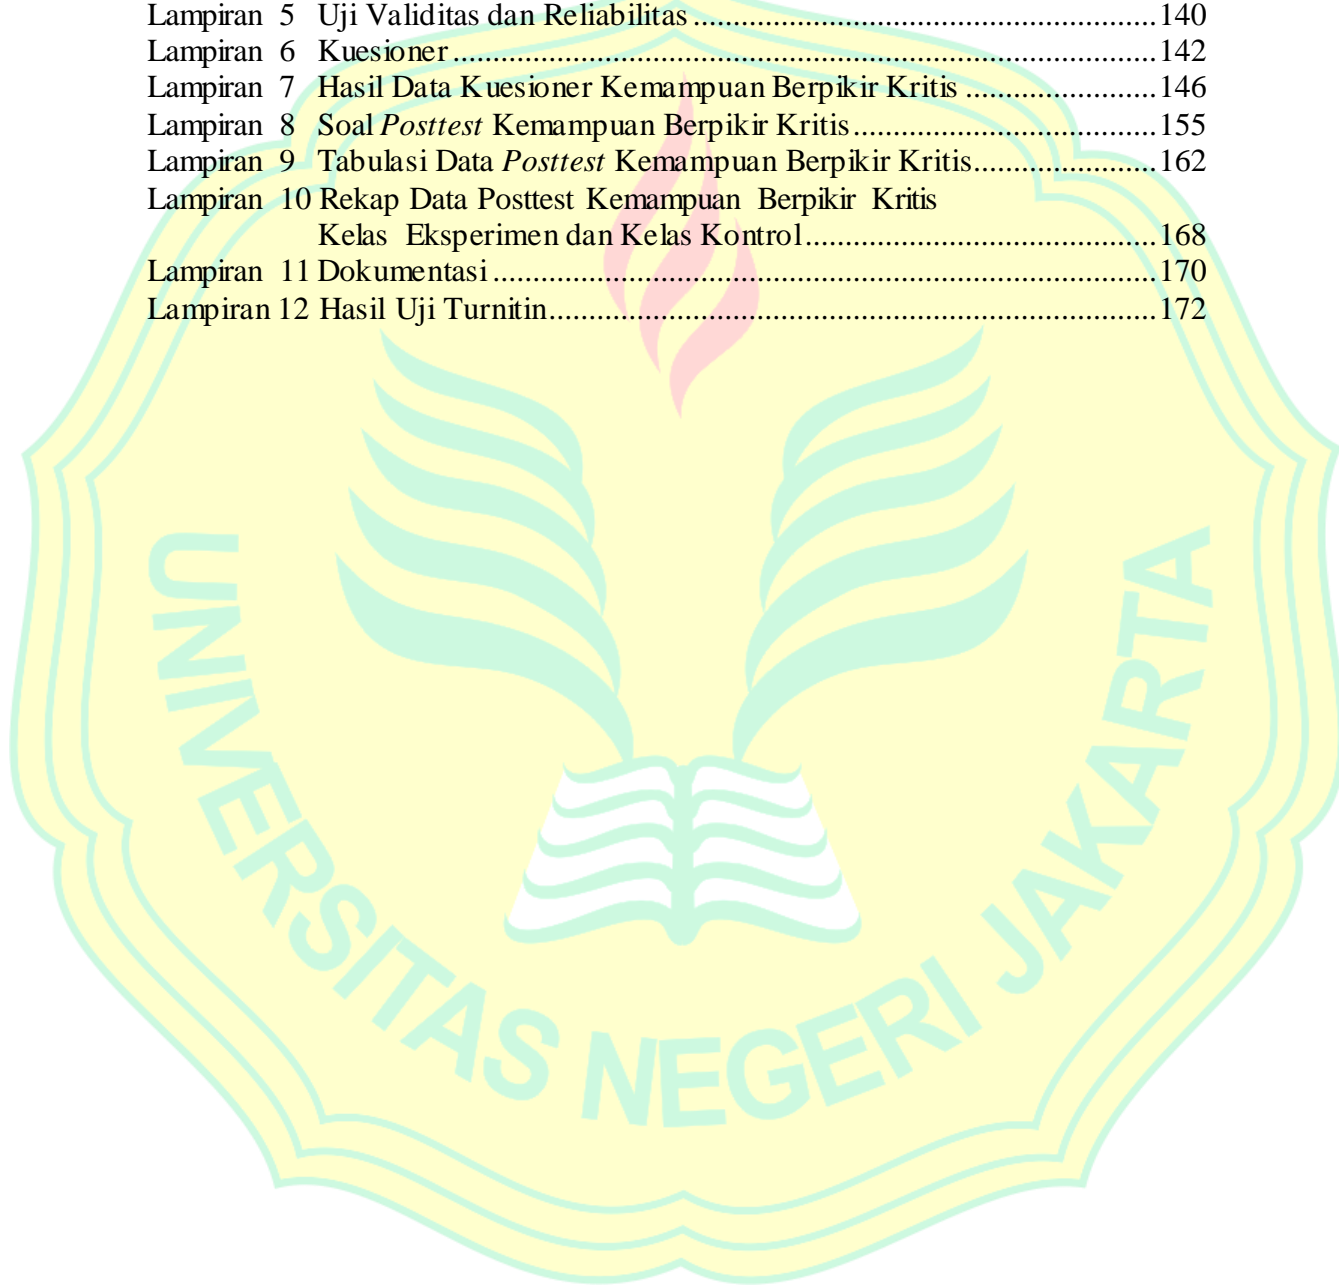 Lampiran 5 Uji Validitas dan Reliabilitas..........................................................140
Lampiran 6 Kuesioner........................................................................................142
Lampiran 7 Hasil Data Kuesioner Kemampuan Berpikir Kritis ........................146
Lampiran 8 Soal Posttest Kemampuan Berpikir Kritis......................................155
Lampiran 9 Tabulasi Data Posttest Kemampuan Berpikir Kritis.......................162
Lampiran 10 Rekap Data Posttest Kemampuan Berpikir Kritis
Kelas Eksperimen dan Kelas Kontrol............................................168
Lampiran 11 Dokumentasi...................................................................................170
Lampiran 12 Hasil Uji Turnitin............................................................................172
UNIVERSITAS NEGERI JAKARTA